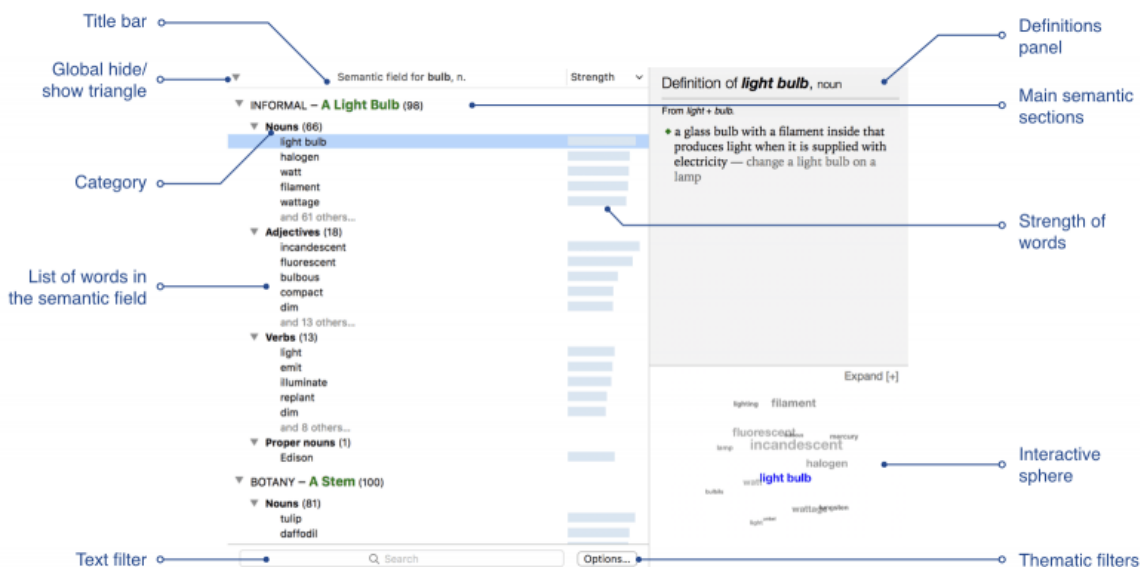 Title bar
Global hide/
show triangle
Category
List of words in
the semantic field
Text filter
Semantic field for bulb, n.
Strength
INFORMAL – A Light Bulb (98)
Nouns (66)
light bulb
halogen
watt
filament
wattage
and 61 others...
Adjectives (18)
incandescent
fluorescent
bulbous
compact
dim
and 13 others...
Verbs (13)
light
emit
illuminate
replant
dim
and 8 others...
Proper nouns (1)
Edison
BOTANY – A Stem (100)
Nouns (81)
tulip
daffodil
Search
Options...
Definition of light bulb, noun
From light + bulb.
a glass bulb with a filament inside that
produces light when it is supplied with
electricity — change a light bulb on a
lamp
Expand [+]
lighting filament
fluorescent
mercury
lamp incandescent
halogen
light bulb
watt
wattage
light
Definitions
panel
Main semantic
sections
Strength of
words
Interactive
sphere
Thematic filters